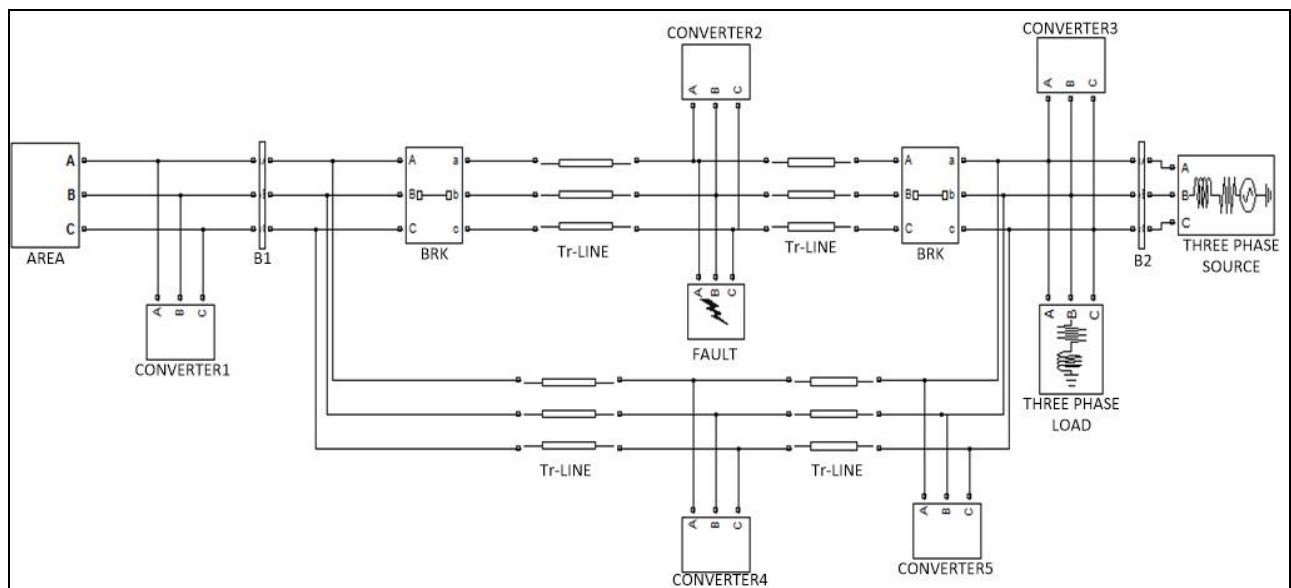 CONVERTER2
CONVERTER3
A B C
A B C
A
B
C
AREA
B1
A a
B b
C c
BRK
Tr-LINE
Tr-LINE
A a
B b
C c
BRK
B2
A
B
C
THREE PHASE
SOURCE
A B C
CONVERTER1
A B C
FAULT
A B C
THREE PHASE
LOAD
Tr-LINE
Tr-LINE
A B C
CONVERTER4
A B C
CONVERTER5